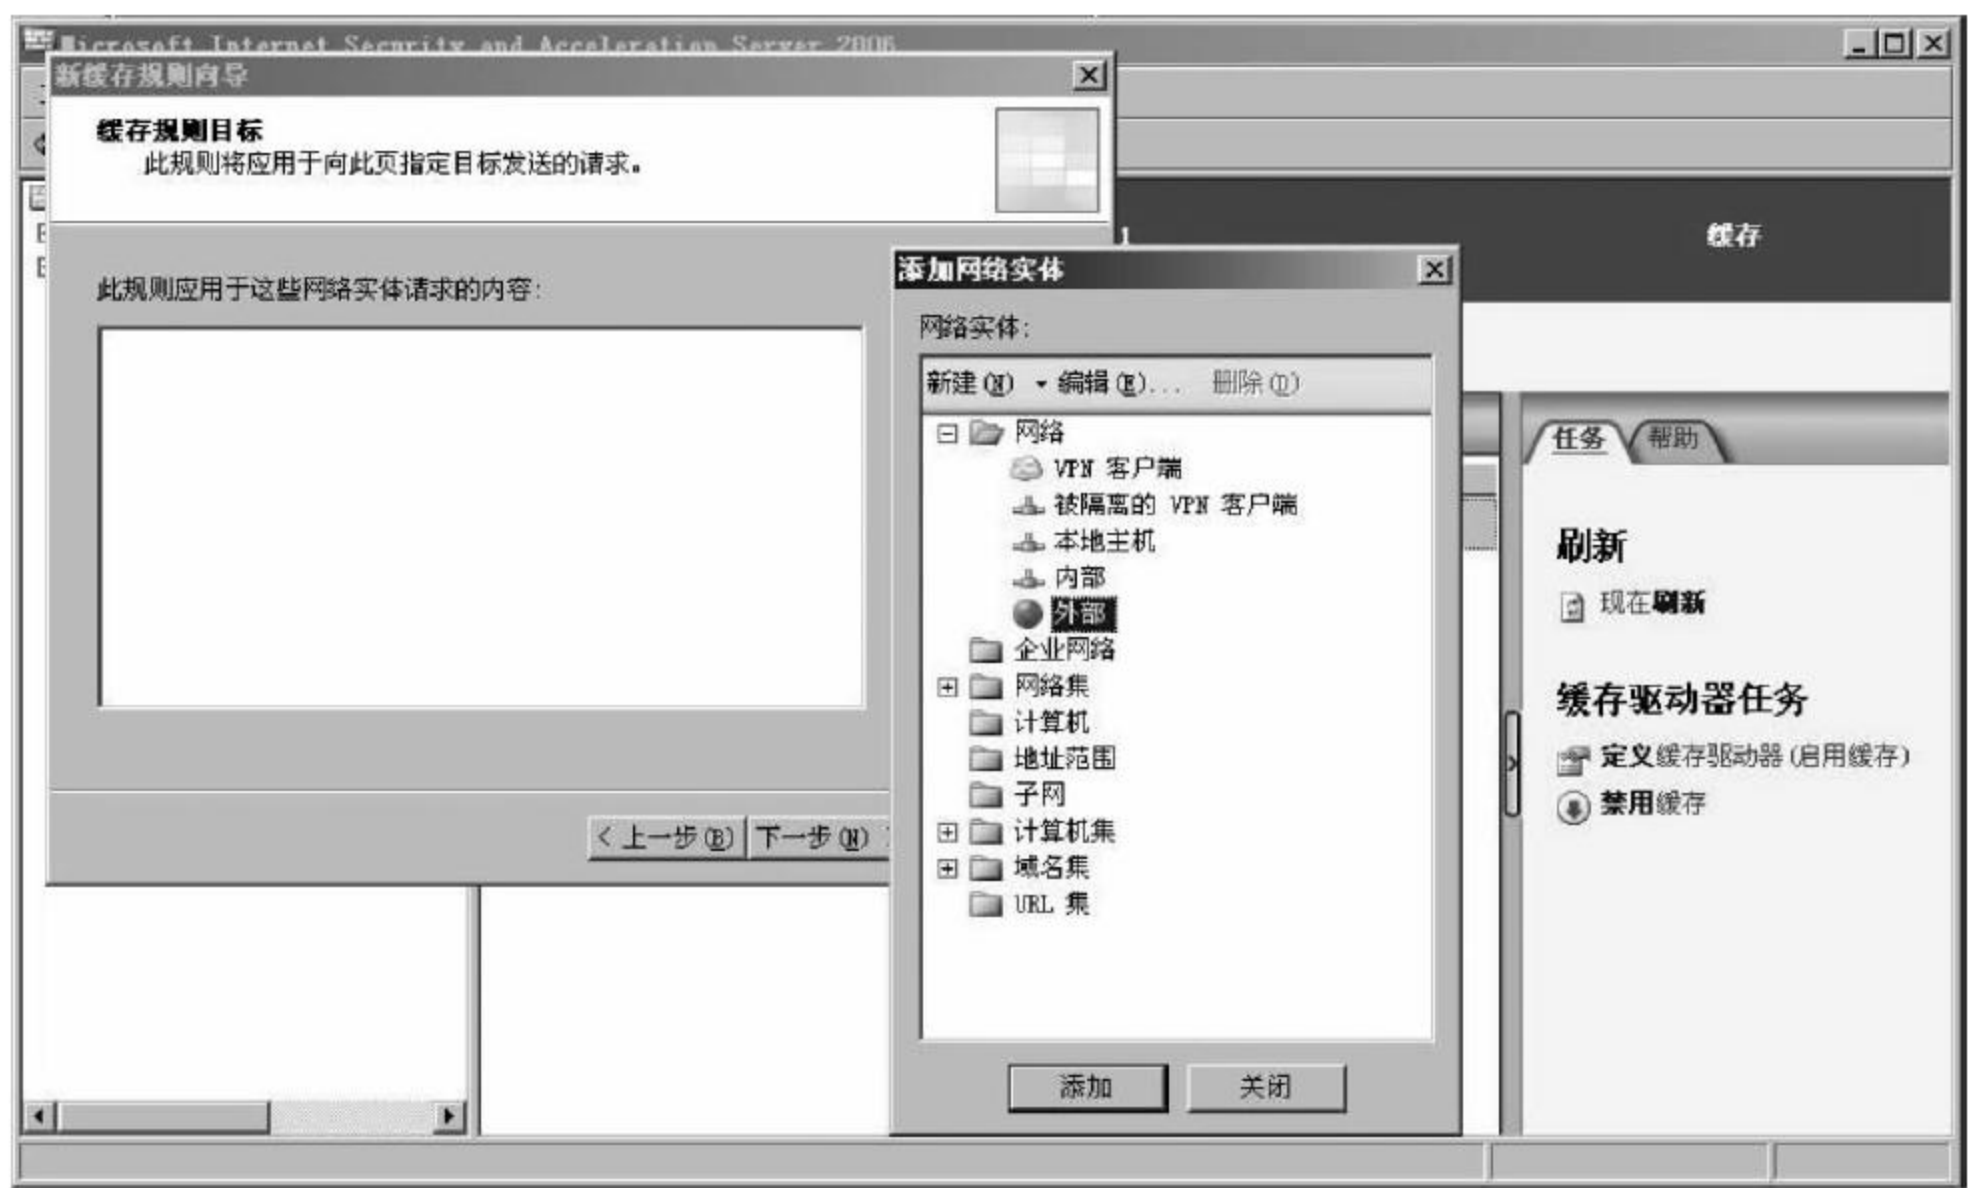 Microsoft Internet Security and Acceleration Server 2006
新缓存规则向导
缓存规则目标
此规则将应用于向此页指定目标发送的请求。
缓存
此规则应用于这些网络实体请求的内容:
添加网络实体
网络实体:
新建(N) 编辑(E)... 删除(D)
网络
VPN 客户端
被隔离的 VPN 客户端
本地主机
内部
外部
企业网络
网络集
计算机
地址范围
子网
计算机集
域名集
URL 集
添加 关闭
< 上一步(B) 下一步(N)
任务 帮助
刷新
现在刷新
缓存驱动器任务
定义缓存驱动器(启用缓存)
禁用缓存